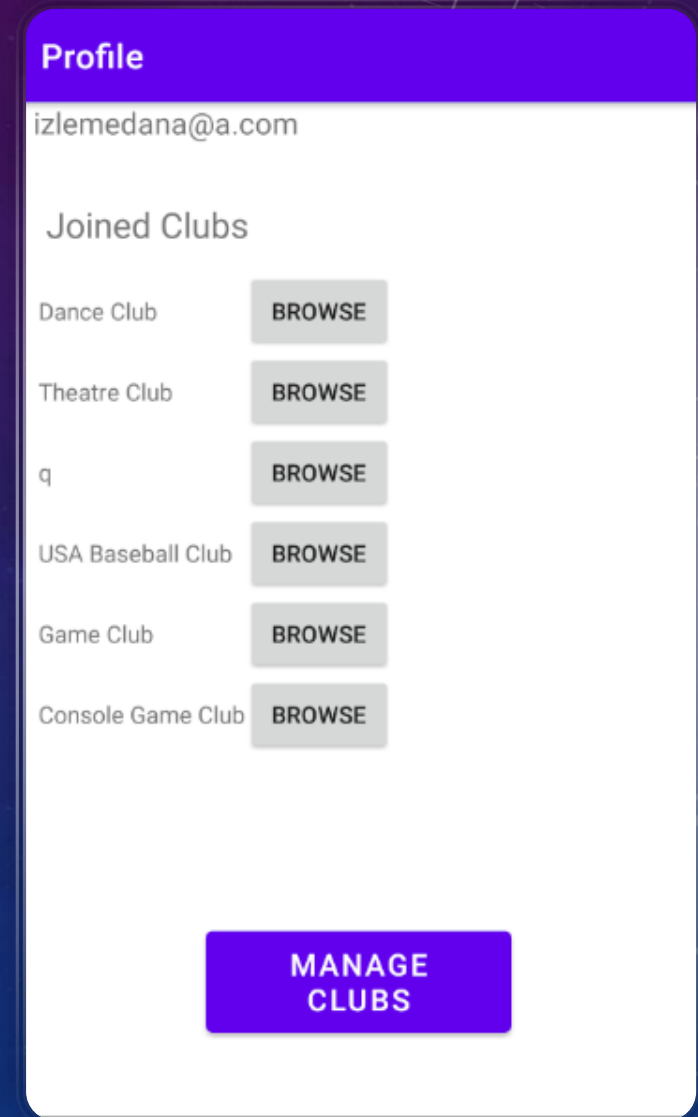 Profile
izlemedana@a.com
Joined Clubs
Dance Club BROWSE
Theatre Club BROWSE
q BROWSE
USA Baseball Club BROWSE
Game Club BROWSE
Console Game Club BROWSE
MANAGE
CLUBS